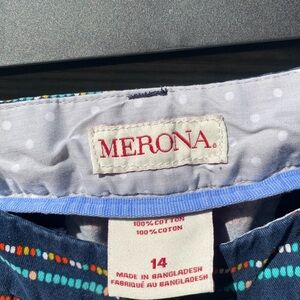 MERONA®
100% COTTON
100% COTON
14
MADE IN BANGLADESH
FABRIQUÉ AU BANGLADESH